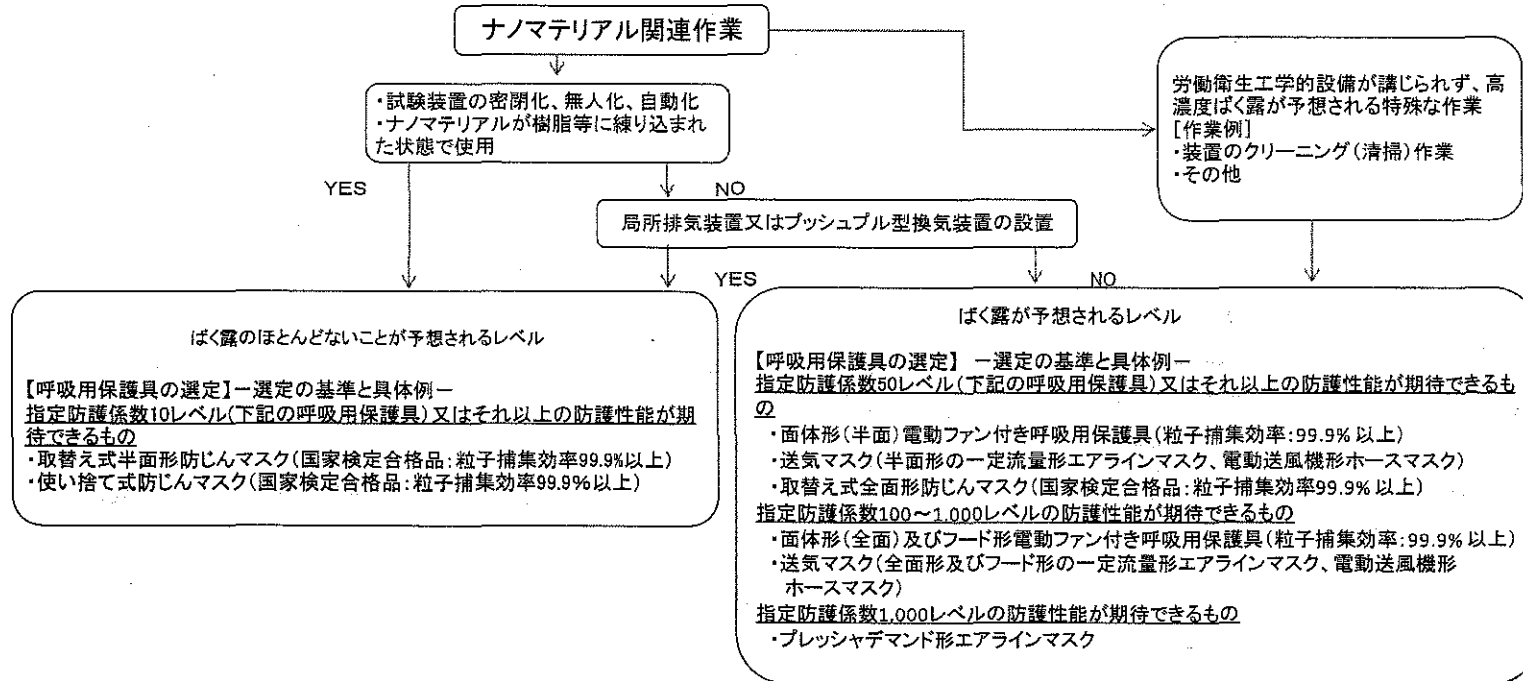 ナノマテリアル関連作業
・試験装置の密閉化、無人化、自動化
・ナノマテリアルが樹脂等に練り込まれ
た状態で使用
労働衛生工学的設備が講じられず、高
濃度ばく露が予想される特殊な作業
[作業例]
・装置のクリーニング(清掃)作業
・その他
YES
NO
局所排気装置又はプッシュプル型換気装置の設置
YES
NO
ばく露のほとんどないことが予想されるレベル
【呼吸用保護具の選定】ー選定の基準と具体例ー
指定防護係数10レベル(下記の呼吸用保護具)又はそれ以上の防護性能が期
待できるもの
・取替え式半面形防じんマスク(国家検定合格品:粒子捕集効率99.9%以上)
・使い捨て式防じんマスク(国家検定合格品:粒子捕集効率99.9%以上)
ばく露が予想されるレベル
【呼吸用保護具の選定】 ー選定の基準と具体例ー
指定防護係数50レベル(下記の呼吸用保護具)又はそれ以上の防護性能が期待できるも
の
・面体形(半面)電動ファン付き呼吸用保護具(粒子捕集効率:99.9%以上)
・送気マスク(半面形の一定流量形エアラインマスク、電動送風機形ホースマスク)
・取替え式全面形防じんマスク(国家検定合格品:粒子捕集効率99.9%以上)
指定防護係数100～1,000レベルの防護性能が期待できるもの
・面体形(全面)及びフード形電動ファン付き呼吸用保護具(粒子捕集効率:99.9%以上)
・送気マスク(全面形及びフード形の一定流量形エアラインマスク、電動送風機形
ホースマスク)
指定防護係数1,000レベルの防護性能が期待できるもの
・プレッシャデマンド形エアラインマスク